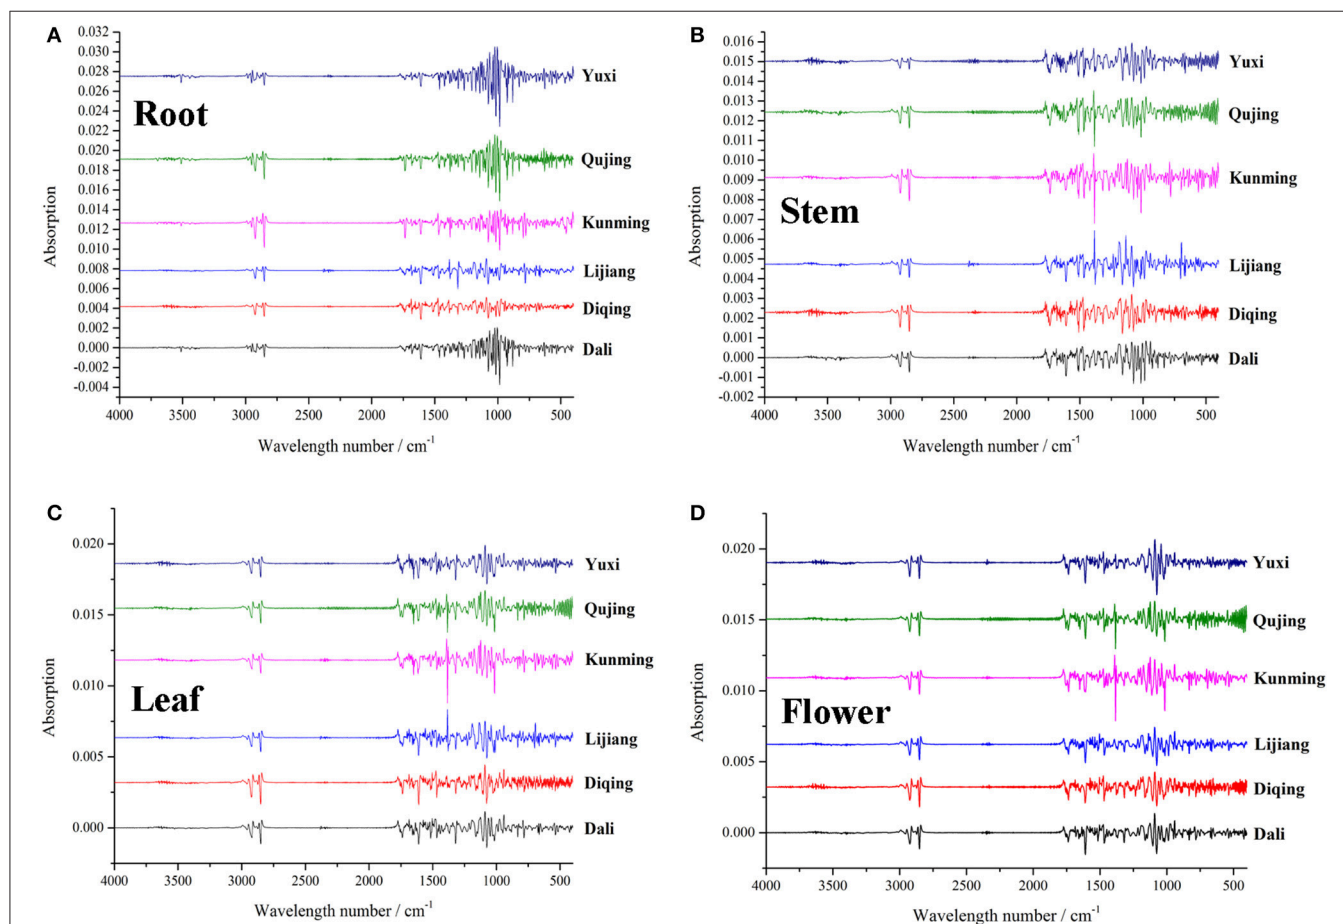 A
0.032
0.030
0.028
0.026
0.024
0.022
0.020
0.018
0.016
0.014
0.012
0.010
0.008
0.006
0.004
0.002
0.000
-0.002
-0.004
Absorption
Root
Yuxi
Qujing
Kunming
Lijiang
Diqing
Dali
4000 3500 3000 2500 2000 1500 1000 500
Wavelength number / cm⁻¹
B
0.016
0.015
0.014
0.013
0.012
0.011
0.010
0.009
0.008
0.007
0.006
0.005
0.004
0.003
0.002
0.001
0.000
-0.001
-0.002
Absorption
Stem
Yuxi
Qujing
Kunming
Lijiang
Diqing
Dali
4000 3500 3000 2500 2000 1500 1000 500
Wavelength number / cm⁻¹
C
0.020
0.015
0.010
0.005
0.000
Absorption
Leaf
Yuxi
Qujing
Kunming
Lijiang
Diqing
Dali
4000 3500 3000 2500 2000 1500 1000 500
Wavelength number / cm⁻¹
D
0.020
0.015
0.010
0.005
0.000
Absorption
Flower
Yuxi
Qujing
Kunming
Lijiang
Diqing
Dali
4000 3500 3000 2500 2000 1500 1000 500
Wavelength number / cm⁻¹